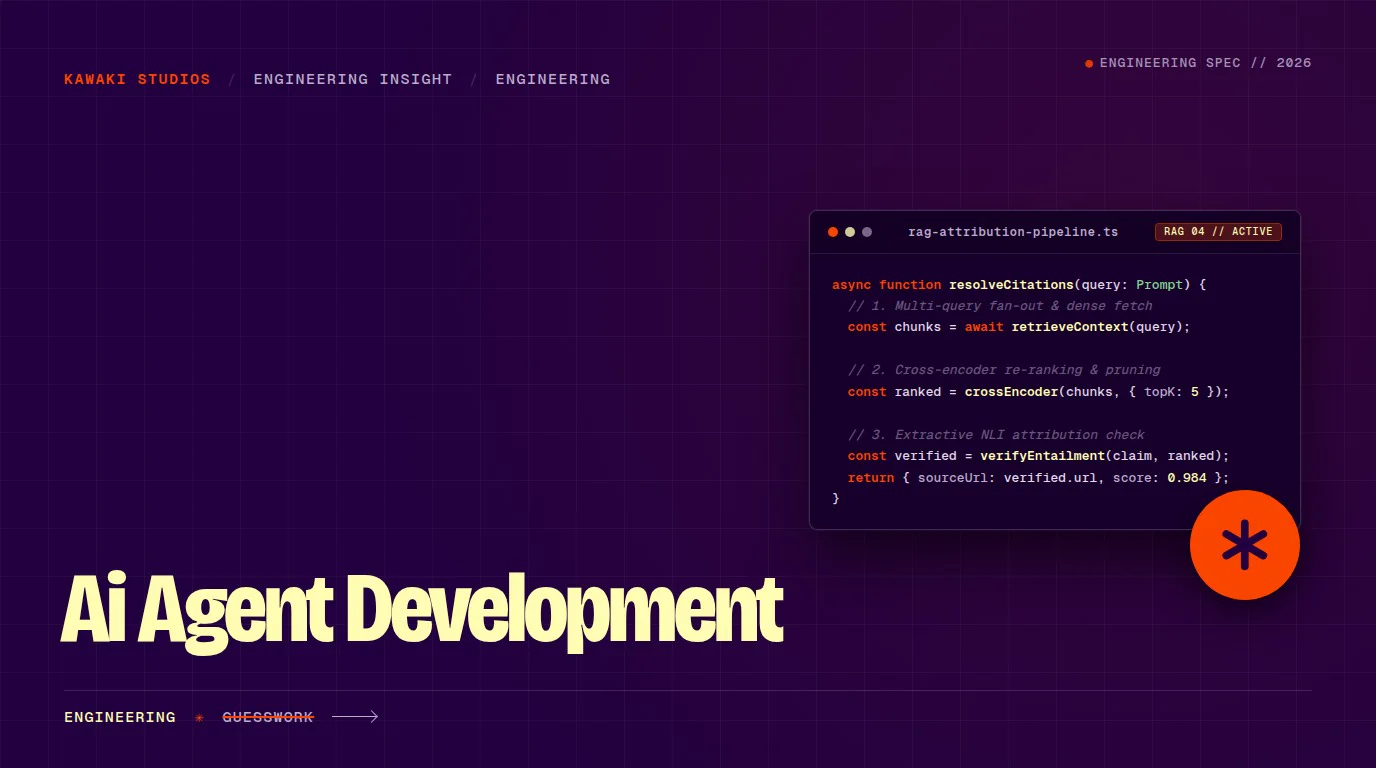 KAWAKI STUDIOS / ENGINEERING INSIGHT / ENGINEERING
ENGINEERING SPEC // 2026
rag-attribution-pipeline.ts
RAG 04 // ACTIVE
async function resolveCitations(query: Prompt) {
  // 1. Multi-query fan-out & dense fetch
  const chunks = await retrieveContext(query);
  // 2. Cross-encoder re-ranking & pruning
  const ranked = crossEncoder(chunks, { topK: 5 });
  // 3. Extractive NLI attribution check
  const verified = verifyEntailment(claim, ranked);
  return { sourceUrl: verified.url, score: 0.984 };
}
Ai Agent Development
ENGINEERING * GUESSWORK